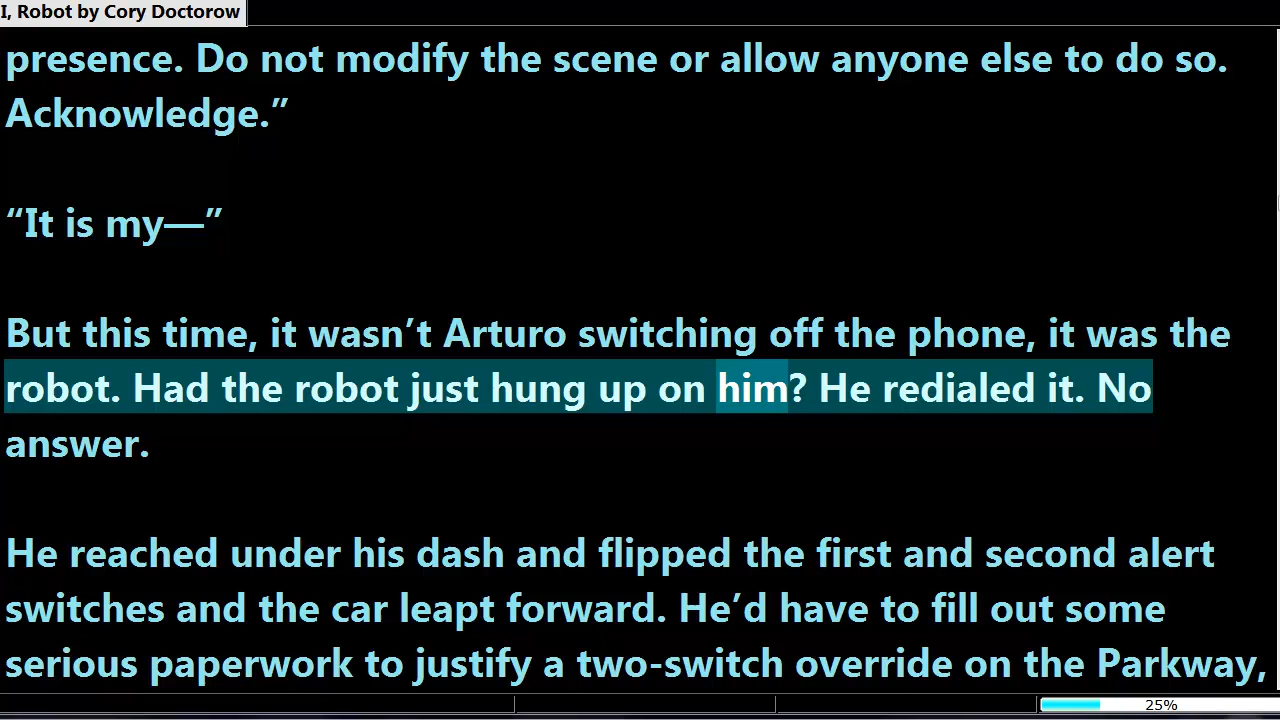 I, Robot by Cory Doctorow
presence. Do not modify the scene or allow anyone else to do so.
Acknowledge.”
“It is my—”
But this time, it wasn’t Arturo switching off the phone, it was the
robot. Had the robot just hung up on him? He redialed it. No
answer.
He reached under his dash and flipped the first and second alert
switches and the car leapt forward. He’d have to fill out some
serious paperwork to justify a two-switch override on the Parkway,
25%